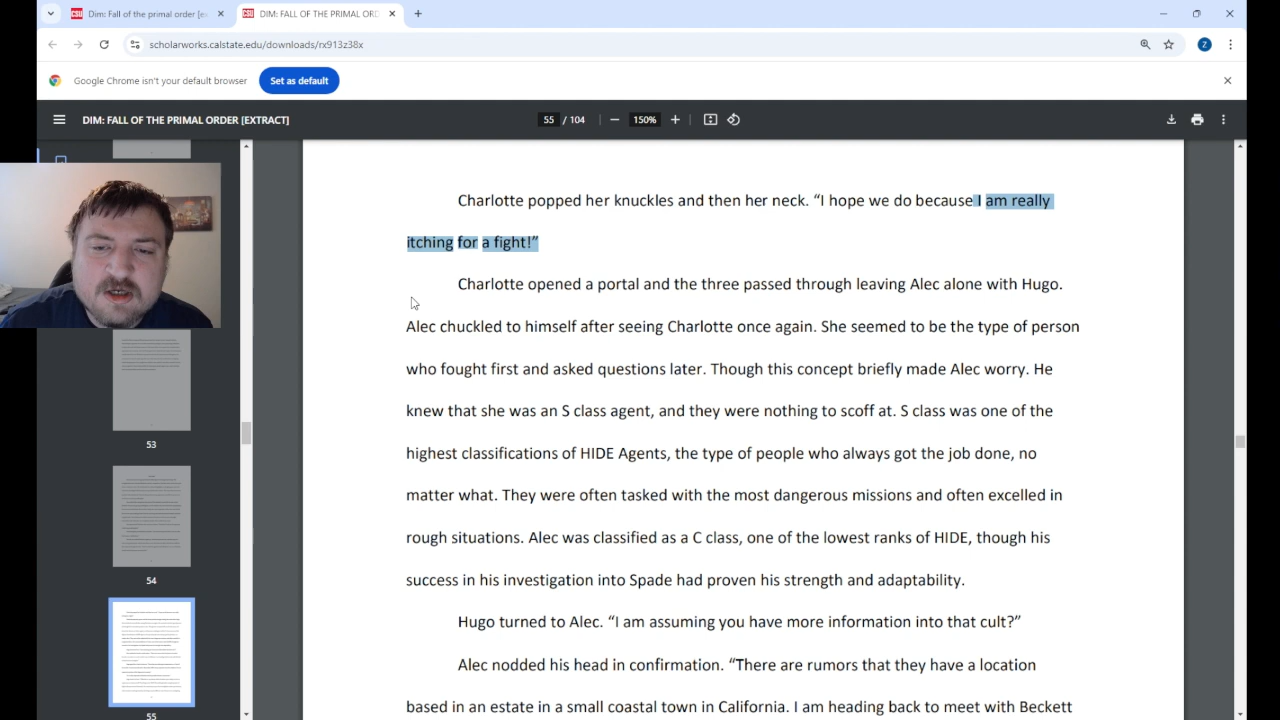 DIM: Fall of the primal order [ex
DIM: FALL OF THE PRIMAL ORD
scholarworks.calstate.edu/downloads/rx913z38x
Z
Google Chrome isn't your default browser
Set as default
DIM: FALL OF THE PRIMAL ORDER [EXTRACT]
55 / 104
150%
Charlotte popped her knuckles and then her neck. “I hope we do because I am really
itching for a fight!”
Charlotte opened a portal and the three passed through leaving Alec alone with Hugo.
Alec chuckled to himself after seeing Charlotte once again. She seemed to be the type of person
who fought first and asked questions later. Though this concept briefly made Alec worry. He
knew that she was an S class agent, and they were nothing to scoff at. S class was one of the
highest classifications of HIDE Agents, the type of people who always got the job done, no
matter what. They were often tasked with the most dangerous missions and often excelled in
rough situations. Alec was classified as a C class, one of the lowest ranks of HIDE, though his
success in his investigation into Spade had proven his strength and adaptability.
Hugo turned to Alec. “I am assuming you have more information into that cult?”
Alec nodded his head in confirmation. “There are rumors that they have a location
based in an estate in a small coastal town in California. I am heading back to meet with Beckett
53
54
55